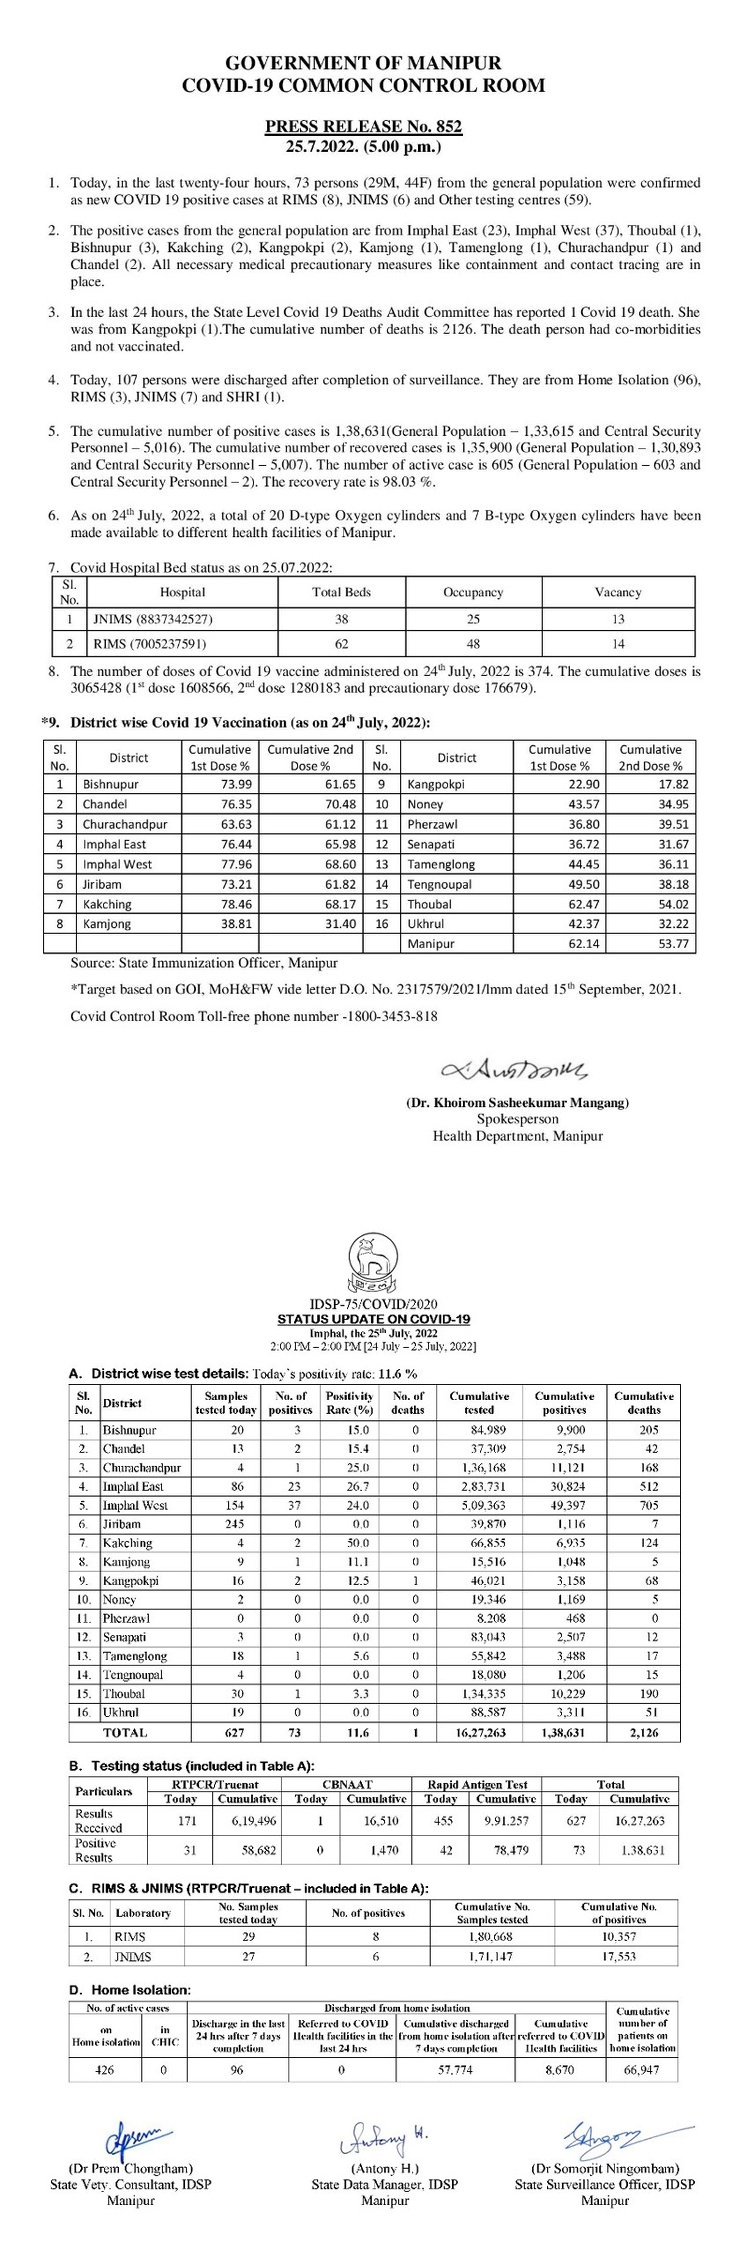 GOVERNMENT OF MANIPUR
COVID-19 COMMON CONTROL ROOM
PRESS RELEASE No. 852
25.7.2022. (5.00 p.m.)
1. Today, in the last twenty-four hours, 73 persons (29M, 44F) from the general population were confirmed
as new COVID 19 positive cases at RIMS (8), JNIMS (6) and Other testing centres (59).
2. The positive cases from the general population are from Imphal East (23), Imphal West (37), Thoubal (1),
Bishnupur (3), Kakching (2), Kangpokpi (2), Kamjong (1), Tamenglong (1), Churachandpur (1) and
Chandel (2). All necessary medical precautionary measures like containment and contact tracing are in
place.
3. In the last 24 hours, the State Level Covid 19 Deaths Audit Committee has reported 1 Covid 19 death. She
was from Kangpokpi (1).The cumulative number of deaths is 2126. The death person had co-morbidities
and not vaccinated.
4. Today, 107 persons were discharged after completion of surveillance. They are from Home Isolation (96),
RIMS (3), JNIMS (7) and SHRI (1).
5. The cumulative number of positive cases is 1,38,631(General Population – 1,33,615 and Central Security
Personnel – 5,016). The cumulative number of recovered cases is 1,35,900 (General Population – 1,30,893
and Central Security Personnel – 5,007). The number of active case is 605 (General Population – 603 and
Central Security Personnel – 2). The recovery rate is 98.03 %.
6. As on 24th July, 2022, a total of 20 D-type Oxygen cylinders and 7 B-type Oxygen cylinders have been
made available to different health facilities of Manipur.
7. Covid Hospital Bed status as on 25.07.2022:
Sl. No. Hospital Total Beds Occupancy Vacancy
1 JNIMS (8837342527) 38 25 13
2 RIMS (7005237591) 62 48 14
8. The number of doses of Covid 19 vaccine administered on 24th July, 2022 is 374. The cumulative doses is
3065428 (1st dose 1608566, 2nd dose 1280183 and precautionary dose 176679).
*9. District wise Covid 19 Vaccination (as on 24th July, 2022):
Sl. No. District Cumulative 1st Dose % Cumulative 2nd Dose % Sl. No. District Cumulative 1st Dose % Cumulative 2nd Dose %
1 Bishnupur 73.99 61.65 9 Kangpokpi 22.90 17.82
2 Chandel 76.35 70.48 10 Noney 43.57 34.95
3 Churachandpur 63.63 61.12 11 Pherzawl 36.80 39.51
4 Imphal East 76.44 65.98 12 Senapati 36.72 31.67
5 Imphal West 77.96 68.60 13 Tamenglong 44.45 36.11
6 Jiribam 73.21 61.82 14 Tengnoupal 49.50 38.18
7 Kakching 78.46 68.17 15 Thoubal 62.47 54.02
8 Kamjong 38.81 31.40 16 Ukhrul 42.37 32.22
Manipur 62.14 53.77
Source: State Immunization Officer, Manipur
*Target based on GOI, MoH&FW vide letter D.O. No. 2317579/2021/Imm dated 15th September, 2021.
Covid Control Room Toll-free phone number -1800-3453-818
(Dr. Khoirom Sasheekumar Mangang)
Spokesperson
Health Department, Manipur
IDSP-75/COVID/2020
STATUS UPDATE ON COVID-19
Imphal, the 25th July, 2022
2:00 PM – 2:00 PM [24 July – 25 July, 2022]
A. District wise test details: Today's positivity rate: 11.6 %
Sl. No. District Samples tested today No. of positives Positivity Rate (%) No. of deaths Cumulative tested Cumulative positives Cumulative deaths
1. Bishnupur 20 3 15.0 0 84,989 9,900 205
2. Chandel 13 2 15.4 0 37,309 2,754 42
3. Churachandpur 4 1 25.0 0 1,36,168 11,121 168
4. Imphal East 86 23 26.7 0 2,83,731 30,824 512
5. Imphal West 154 37 24.0 0 5,09,363 49,397 705
6. Jiribam 245 0 0.0 0 39,870 1,116 7
7. Kakching 4 2 50.0 0 66,855 6,935 124
8. Kamjong 9 1 11.1 0 15,516 1,048 5
9. Kangpokpi 16 2 12.5 1 46,021 3,158 68
10. Noney 2 0 0.0 0 19,346 1,169 5
11. Pherzawl 0 0 0.0 0 8,208 468 0
12. Senapati 3 0 0.0 0 83,043 2,507 12
13. Tamenglong 18 1 5.6 0 55,842 3,488 17
14. Tengnoupal 4 0 0.0 0 18,080 1,206 15
15. Thoubal 30 1 3.3 0 1,34,335 10,229 190
16. Ukhrul 19 0 0.0 0 88,587 3,311 51
TOTAL 627 73 11.6 1 16,27,263 1,38,631 2,126
B. Testing status (included in Table A):
Particulars RTPCR/Truenat CBNAAT Rapid Antigen Test Total
Today Cumulative Today Cumulative Today Cumulative Today Cumulative
Results Received 171 6,19,496 1 16,510 455 9,91,257 627 16,27,263
Positive Results 31 58,682 0 1,470 42 78,479 73 1,38,631
C. RIMS & JNIMS (RTPCR/Truenat – included in Table A):
Sl. No. Laboratory No. Samples tested today No. of positives Cumulative No. Samples tested Cumulative No. of positives
1. RIMS 29 8 1,80,668 10,357
2. JNIMS 27 6 1,71,147 17,553
D. Home Isolation:
No. of active cases Discharged from home isolation Cumulative number of patients on home isolation
on Home isolation in CHIC Discharge in the last 24 hrs after 7 days completion Referred to COVID Health facilities in the last 24 hrs Cumulative discharged from home isolation after 7 days completion Cumulative referred to COVID Health facilities
426 0 96 0 57,774 8,670 66,947
Antony H.
(Dr Prem Chongtham) (Antony H.) (Dr Somorjit Ningombam)
State Vety. Consultant, IDSP State Data Manager, IDSP State Surveillance Officer, IDSP
Manipur Manipur Manipur